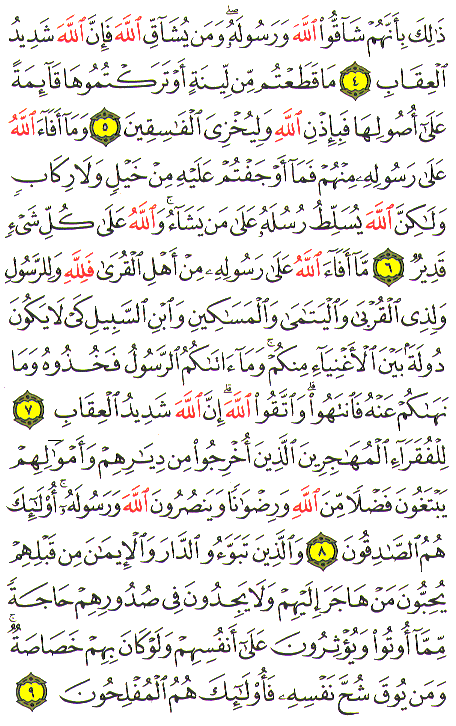 ذَٰلِكَ بِأَنَّهُمْ شَآقُّوا۟ ٱللَّهَ وَرَسُولَهُۥ ۖ وَمَن يُشَآقِّ ٱللَّهَ فَإِنَّ ٱللَّهَ شَدِيدُ
ٱلْعِقَابِ ٤ مَا قَطَعْتُم مِّن لِّينَةٍ أَوْ تَرَكْتُمُوهَا قَآئِمَةً
عَلَىٰٓ أُصُولِهَا فَبِإِذْنِ ٱللَّهِ وَلِيُخْزِىَ ٱلْفَـٰسِقِينَ ٥ وَمَآ أَفَآءَ ٱللَّهُ
عَلَىٰ رَسُولِهِۦ مِنْهُمْ فَمَآ أَوْجَفْتُمْ عَلَيْهِ مِنْ خَيْلٍ وَلَا رِكَابٍ
وَلَـٰكِنَّ ٱللَّهَ يُسَلِّطُ رُسُلَهُۥ عَلَىٰ مَن يَشَآءُ ۚ وَٱللَّهُ عَلَىٰ كُلِّ شَىْءٍ
قَدِيرٌ ٦ مَّآ أَفَآءَ ٱللَّهُ عَلَىٰ رَسُولِهِۦ مِنْ أَهْلِ ٱلْقُرَىٰ فَلِلَّهِ وَلِلرَّسُولِ
وَلِذِى ٱلْقُرْبَىٰ وَٱلْيَتَـٰمَىٰ وَٱلْمَسَـٰكِينِ وَٱبْنِ ٱلسَّبِيلِ كَىْ لَا يَكُونَ
دُولَةًۢ بَيْنَ ٱلْأَغْنِيَآءِ مِنكُمْ ۚ وَمَآ ءَاتَىٰكُمُ ٱلرَّسُولُ فَخُذُوهُ وَمَا
نَهَىٰكُمْ عَنْهُ فَٱنتَهُوا۟ ۚ وَٱتَّقُوا۟ ٱللَّهَ ۖ إِنَّ ٱللَّهَ شَدِيدُ ٱلْعِقَابِ ٧
لِلْفُقَرَآءِ ٱلْمُهَـٰجِرِينَ ٱلَّذِينَ أُخْرِجُوا۟ مِن دِيَـٰرِهِمْ وَأَمْوَٰلِهِمْ
يَبْتَغُونَ فَضْلًا مِّنَ ٱللَّهِ وَرِضْوَٰنًا وَيَنصُرُونَ ٱللَّهَ وَرَسُولَهُۥٓ ۚ أُو۟لَـٰٓئِكَ
هُمُ ٱلصَّـٰدِقُونَ ٨ وَٱلَّذِينَ تَبَوَّءُو ٱلدَّارَ وَٱلْإِيمَـٰنَ مِن قَبْلِهِمْ
يُحِبُّونَ مَنْ هَاجَرَ إِلَيْهِمْ وَلَا يَجِدُونَ فِى صُدُورِهِمْ حَاجَةً
مِّمَّآ أُوتُوا۟ وَيُؤْثِرُونَ عَلَىٰٓ أَنفُسِهِمْ وَلَوْ كَانَ بِهِمْ خَصَاصَةٌ ۚ
وَمَن يُوقَ شُحَّ نَفْسِهِۦ فَأُو۟لَـٰٓئِكَ هُمُ ٱلْمُفْلِحُونَ ٩